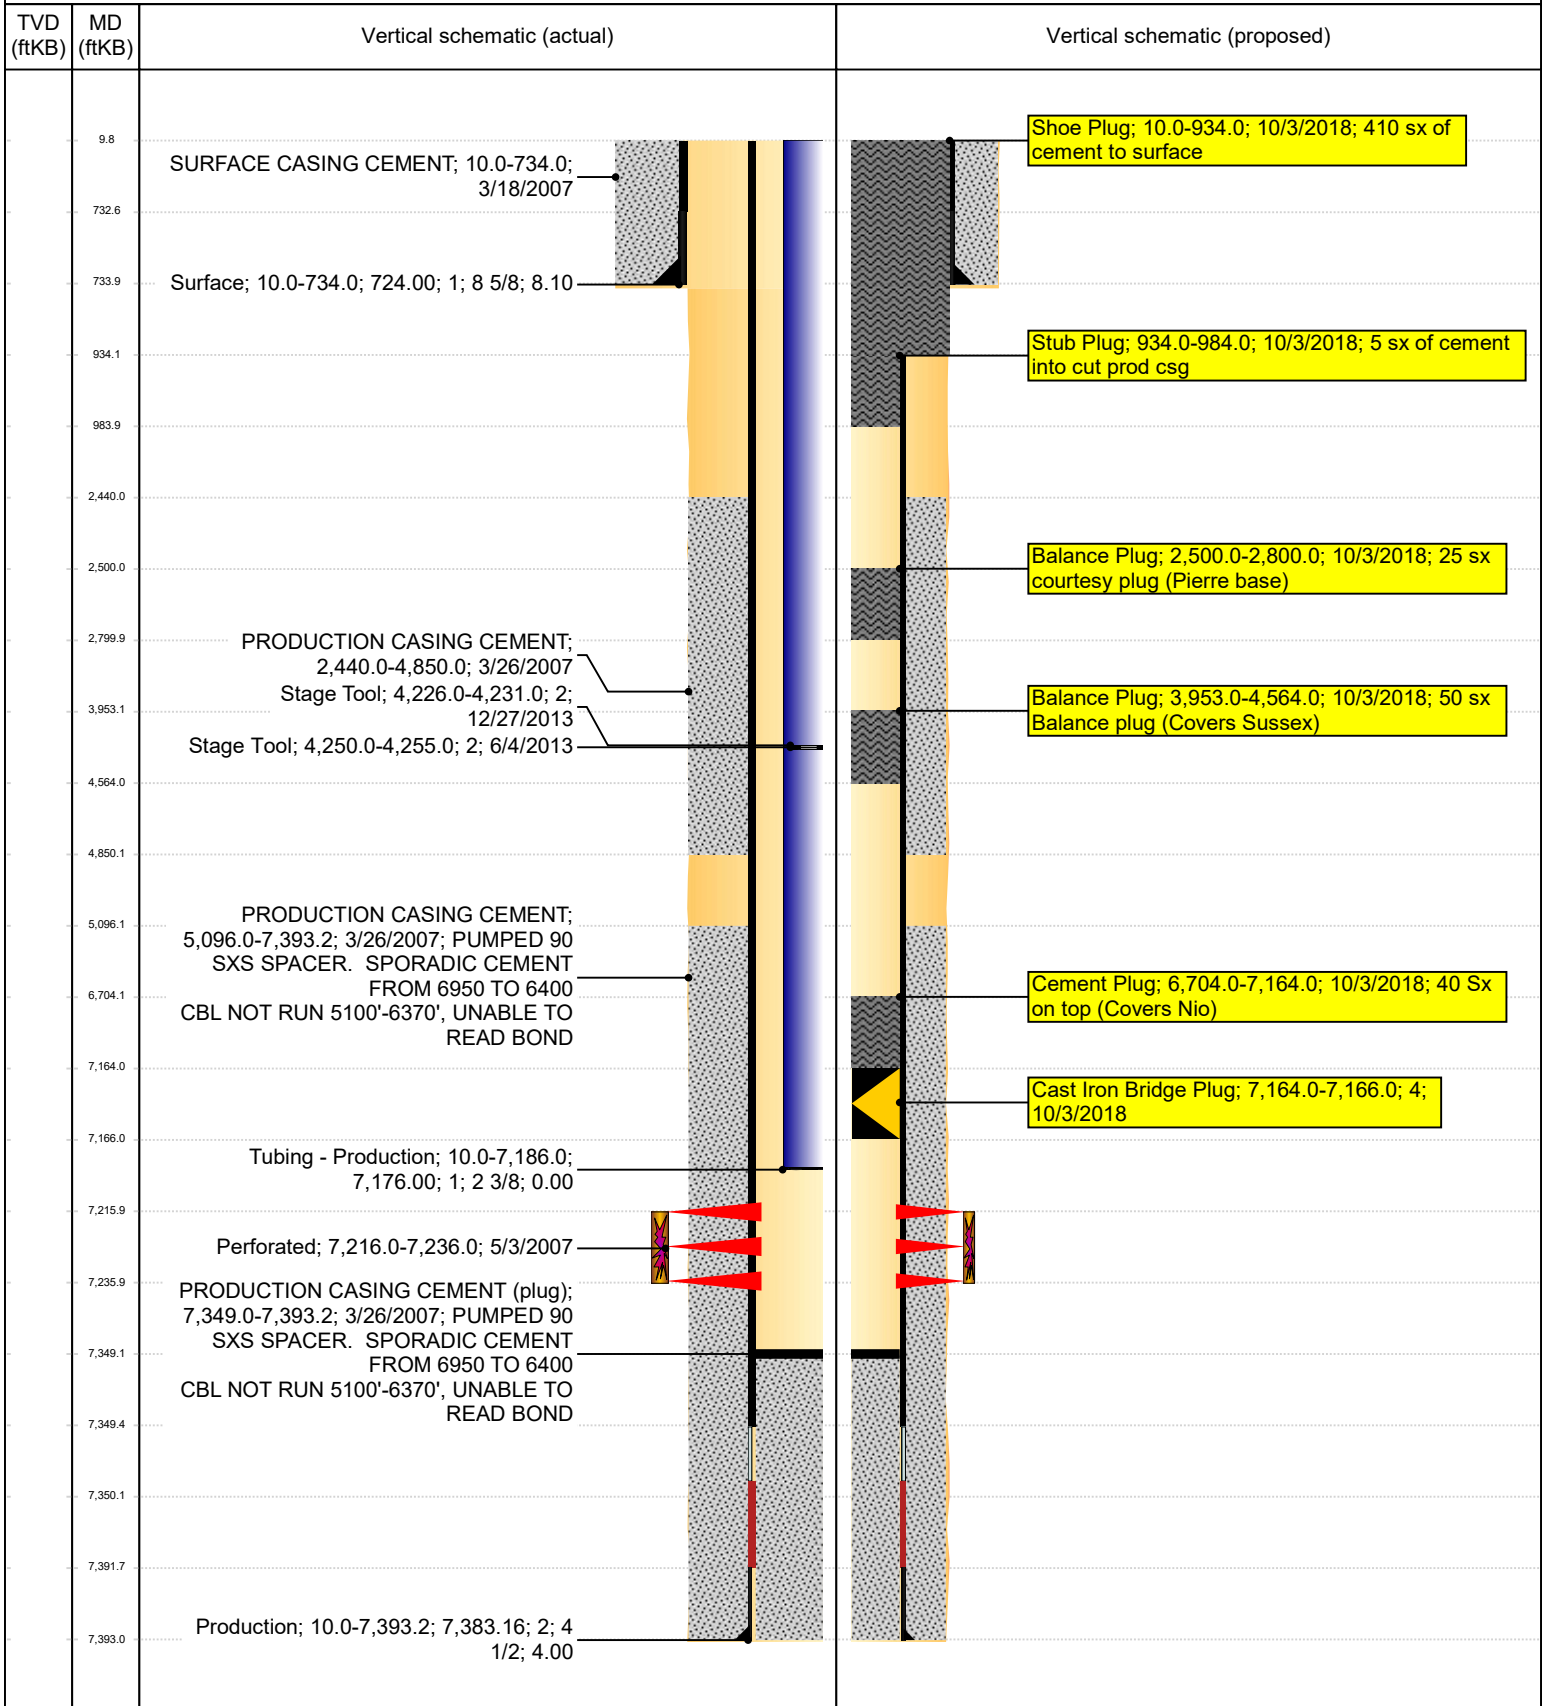 TVD
(ftKB)
MD
(ftKB)
Vertical schematic (actual)
Vertical schematic (proposed)
9.8
732.6
733.9
934.1
983.9
2,440.0
2,500.0
2,799.9
3,953.1
4,564.0
4,850.1
5,096.1
6,704.1
7,164.0
7,166.0
7,215.9
7,235.9
7,349.1
7,349.4
7,350.1
7,391.7
7,393.0
SURFACE CASING CEMENT; 10.0-734.0;
3/18/2007
Surface; 10.0-734.0; 724.00; 1; 8 5/8; 8.10
PRODUCTION CASING CEMENT;
2,440.0-4,850.0; 3/26/2007
Stage Tool; 4,226.0-4,231.0; 2;
12/27/2013
Stage Tool; 4,250.0-4,255.0; 2; 6/4/2013
PRODUCTION CASING CEMENT;
5,096.0-7,393.2; 3/26/2007; PUMPED 90
SXS SPACER.  SPORADIC CEMENT
FROM 6950 TO 6400
CBL NOT RUN 5100'-6370', UNABLE TO
READ BOND
Tubing - Production; 10.0-7,186.0;
7,176.00; 1; 2 3/8; 0.00
Perforated; 7,216.0-7,236.0; 5/3/2007
PRODUCTION CASING CEMENT (plug);
7,349.0-7,393.2; 3/26/2007; PUMPED 90
SXS SPACER.  SPORADIC CEMENT
FROM 6950 TO 6400
CBL NOT RUN 5100'-6370', UNABLE TO
READ BOND
Production; 10.0-7,393.2; 7,383.16; 2; 4
1/2; 4.00
Shoe Plug; 10.0-934.0; 10/3/2018; 410 sx of
cement to surface
Stub Plug; 934.0-984.0; 10/3/2018; 5 sx of cement
into cut prod csg
Balance Plug; 2,500.0-2,800.0; 10/3/2018; 25 sx
courtesy plug (Pierre base)
Balance Plug; 3,953.0-4,564.0; 10/3/2018; 50 sx
Balance plug (Covers Sussex)
Cement Plug; 6,704.0-7,164.0; 10/3/2018; 40 Sx
on top (Covers Nio)
Cast Iron Bridge Plug; 7,164.0-7,166.0; 4;
10/3/2018